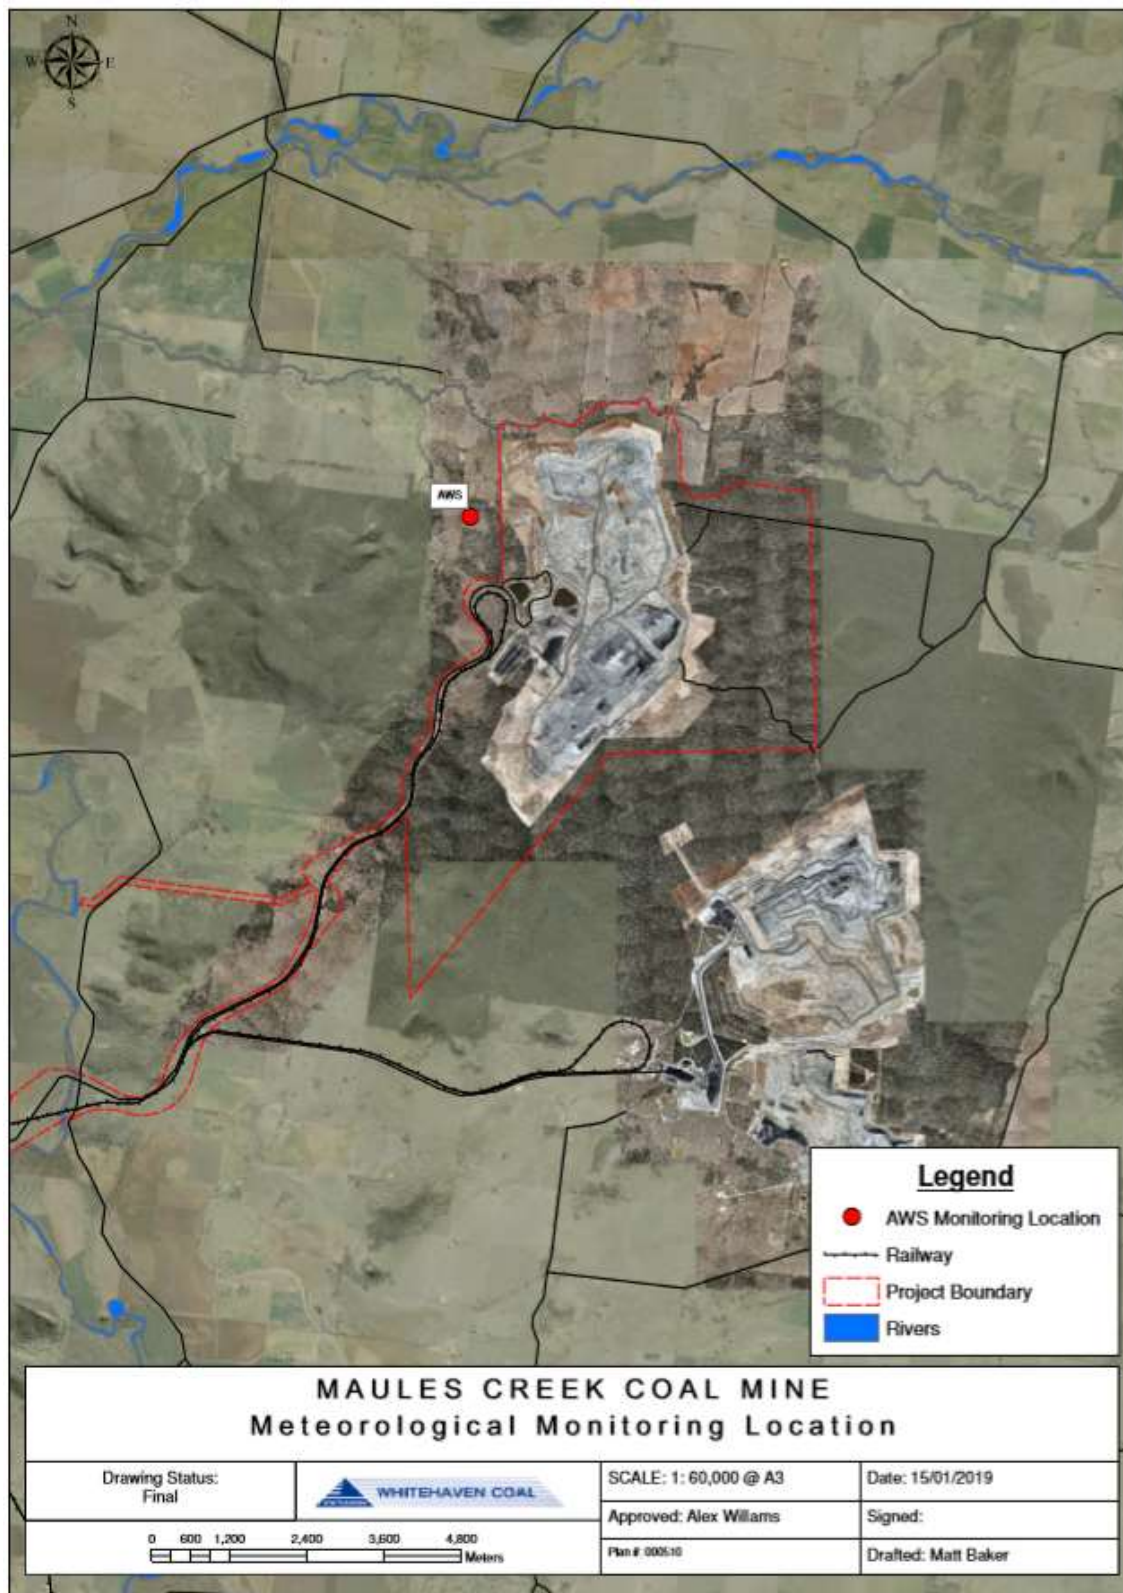 N
W E
S
AWS
Legend
AWS Monitoring Location
Railway
Project Boundary
Rivers
MAULES CREEK COAL MINE
Meteorological Monitoring Location
Drawing Status:
Final
WHITEHAVEN COAL
SCALE: 1: 60,000 @ A3
Date: 15/01/2019
Approved: Alex Willams
Signed:
Plan #: 000510
Drafted: Matt Baker
0 600 1,200 2,400 3,600 4,800
Meters